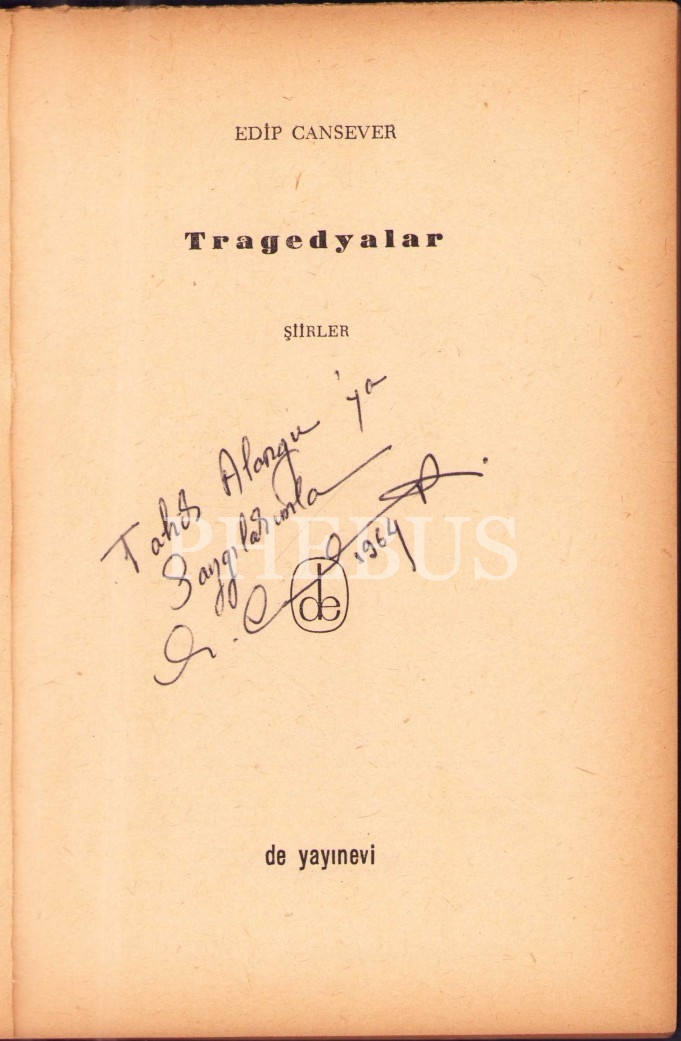 EDİP CANSEVER
Tragedyalar
ŞİİRLER
Tahir Alangu'ya
Saygılarımla
1964
PHEBUS
de
de yayınevi